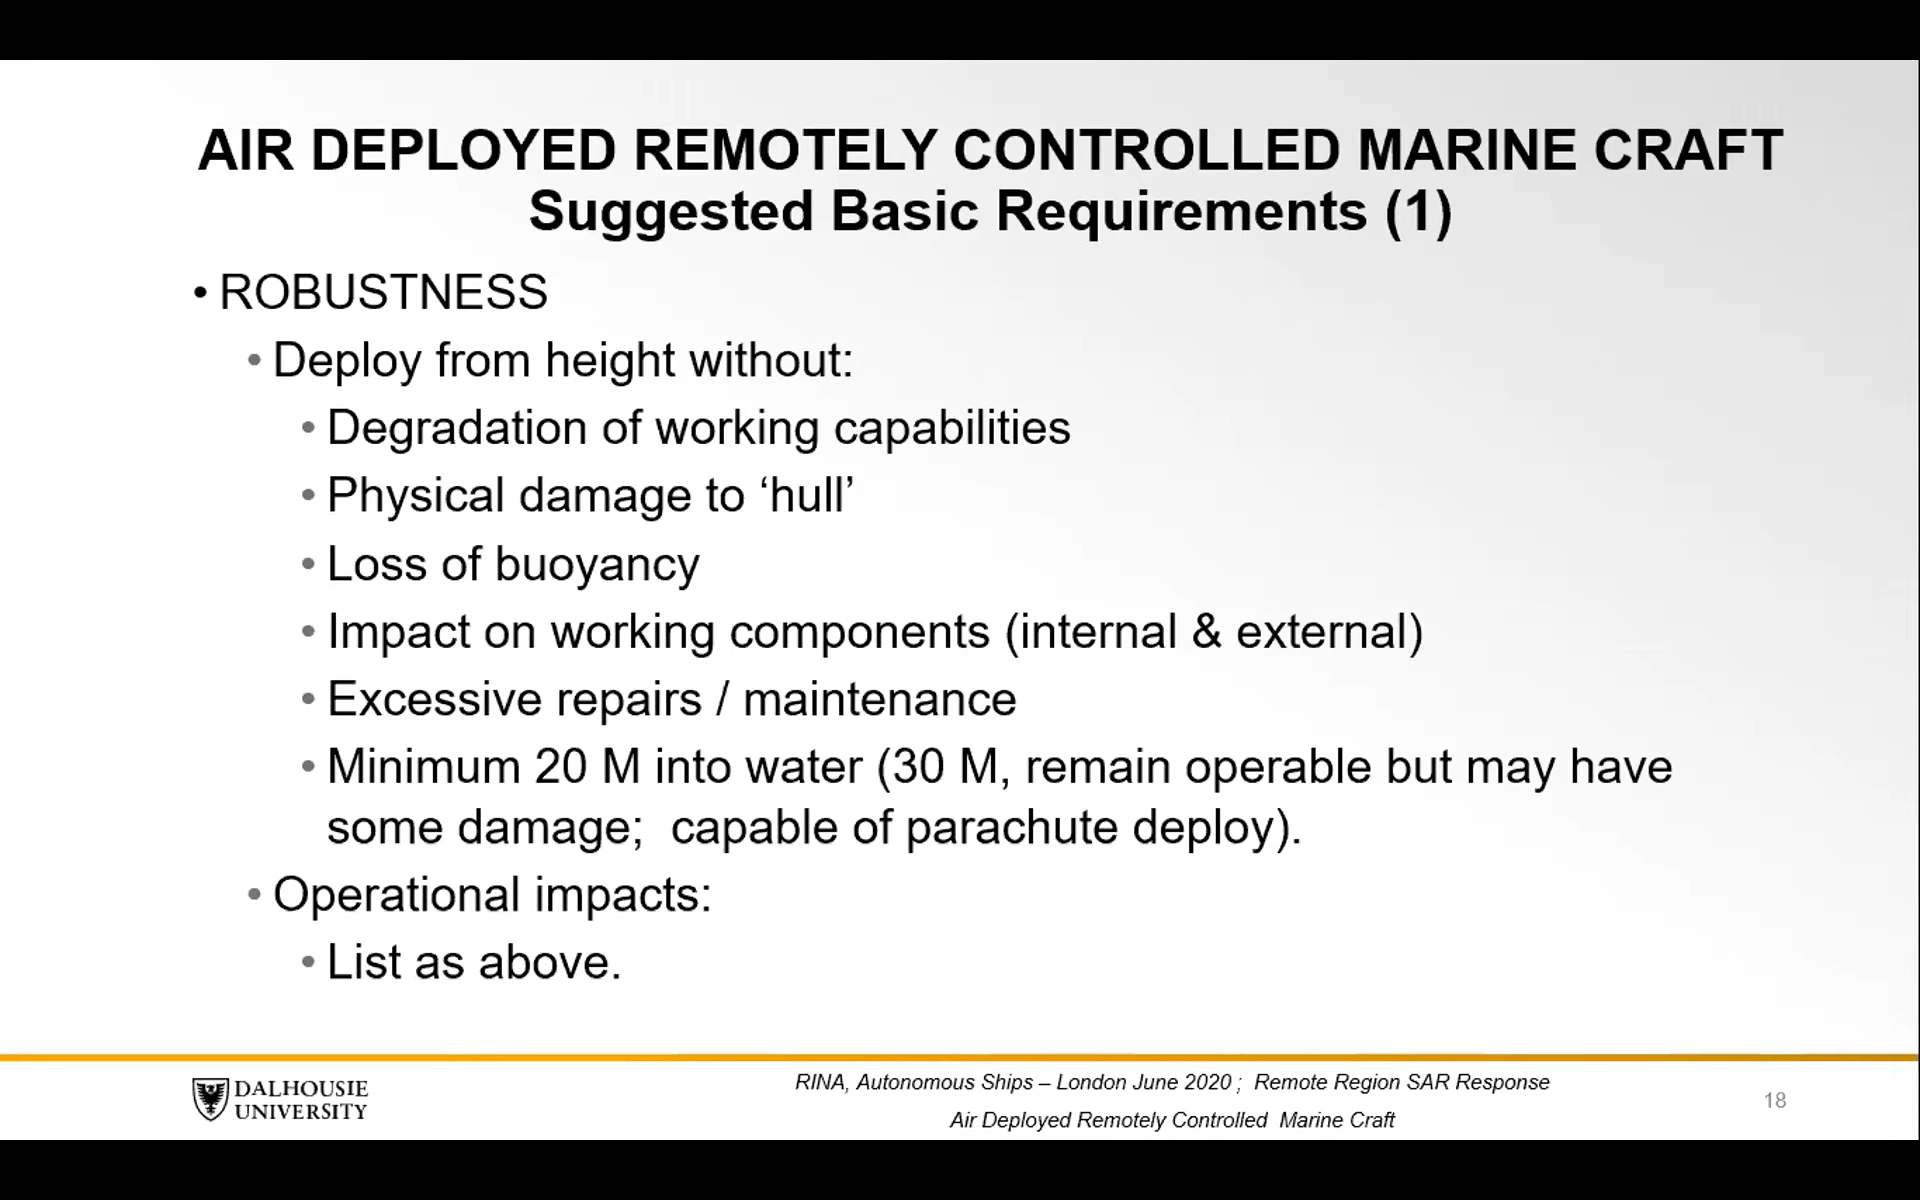 AIR DEPLOYED REMOTELY CONTROLLED MARINE CRAFT
Suggested Basic Requirements (1)
• ROBUSTNESS
• Deploy from height without:
• Degradation of working capabilities
• Physical damage to ‘hull’
• Loss of buoyancy
• Impact on working components (internal & external)
• Excessive repairs / maintenance
• Minimum 20 M into water (30 M, remain operable but may have
some damage;  capable of parachute deploy).
• Operational impacts:
• List as above.
DALHOUSIE
UNIVERSITY
RINA, Autonomous Ships – London June 2020 ;  Remote Region SAR Response
Air Deployed Remotely Controlled  Marine Craft
18